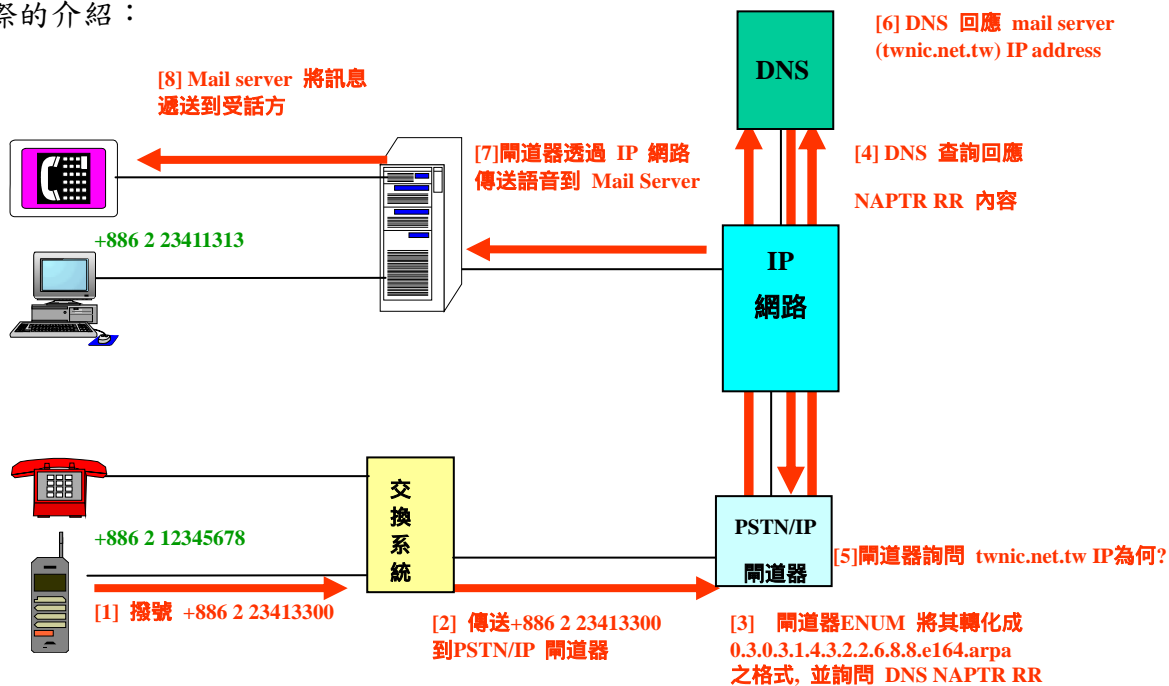 際的介紹：
[6] DNS 回應 mail server
(twnic.net.tw) IP address
DNS
[8] Mail server 將訊息
遞送到受話方
[7]閘道器透過 IP 網路
傳送語音到 Mail Server
[4] DNS 查詢回應
NAPTR RR 內容
+886 2 23411313
IP
網路
交
換
系
統
+886 2 12345678
PSTN/IP
閘道器
[5]閘道器詢問 twnic.net.tw IP為何?
[1] 撥號 +886 2 23413300
[2] 傳送+886 2 23413300
到PSTN/IP 閘道器
[3] 閘道器ENUM 將其轉化成
0.3.0.3.1.4.3.2.2.6.8.8.e164.arpa
之格式, 並詢問 DNS NAPTR RR